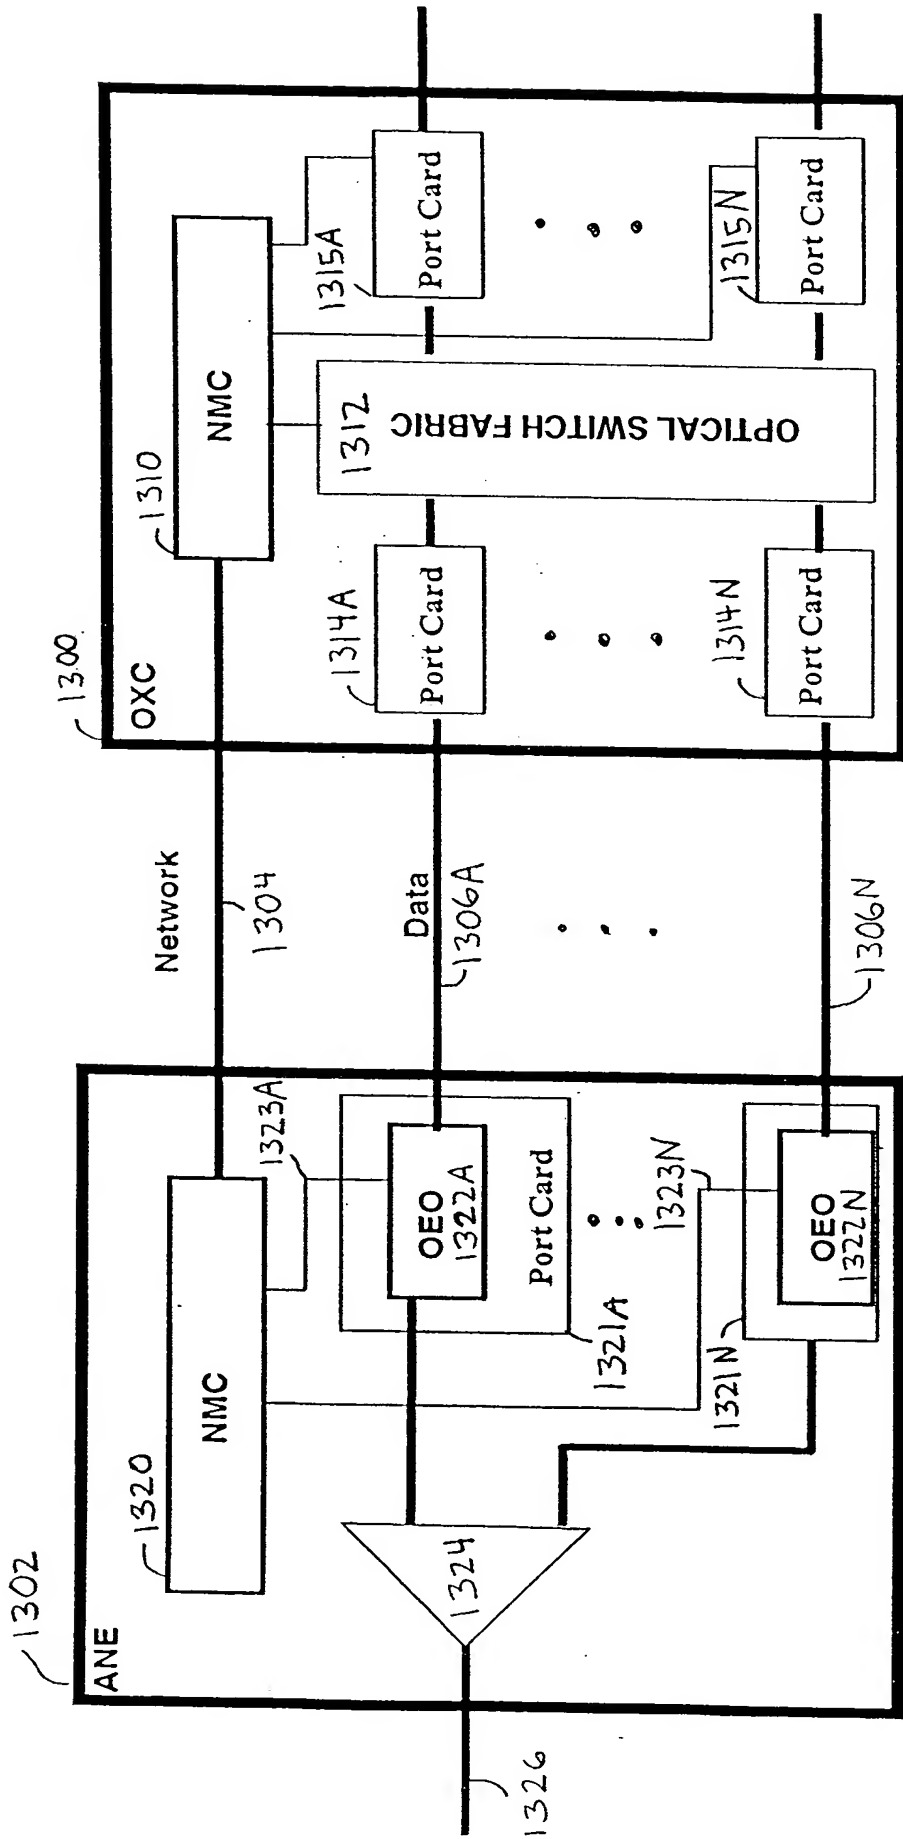 1302
ANE
1320
NMC
1323A
OEO
1322A
Port Card
1321A
1323N
OEO
1322N
1321N
1324
1326
Network
1304
Data
1306A
1306N
1300
OXC
1310
NMC
1312
OPTICAL SWITCH FABRIC
Port Card
1314A
Port Card
1314N
1315A
Port Card
1315N
Port Card